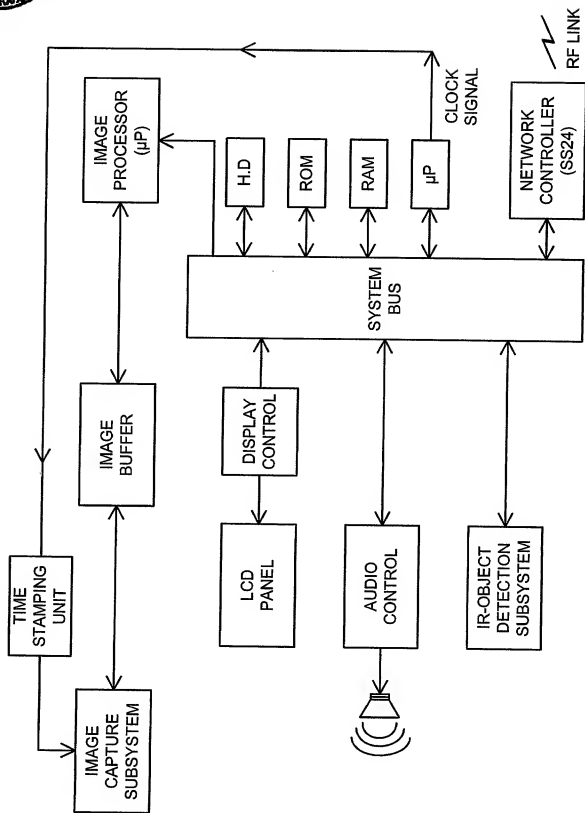 TIME
STAMPING
UNIT
IMAGE
CAPTURE
SUBSYSTEM
IMAGE
BUFFER
IMAGE
PROCESSOR
(µP)
LCD
PANEL
DISPLAY
CONTROL
AUDIO
CONTROL
IR-OBJECT
DETECTION
SUBSYSTEM
SYSTEM
BUS
H.D
ROM
RAM
µP
CLOCK
SIGNAL
NETWORK
CONTROLLER
(SS24)
RF LINK